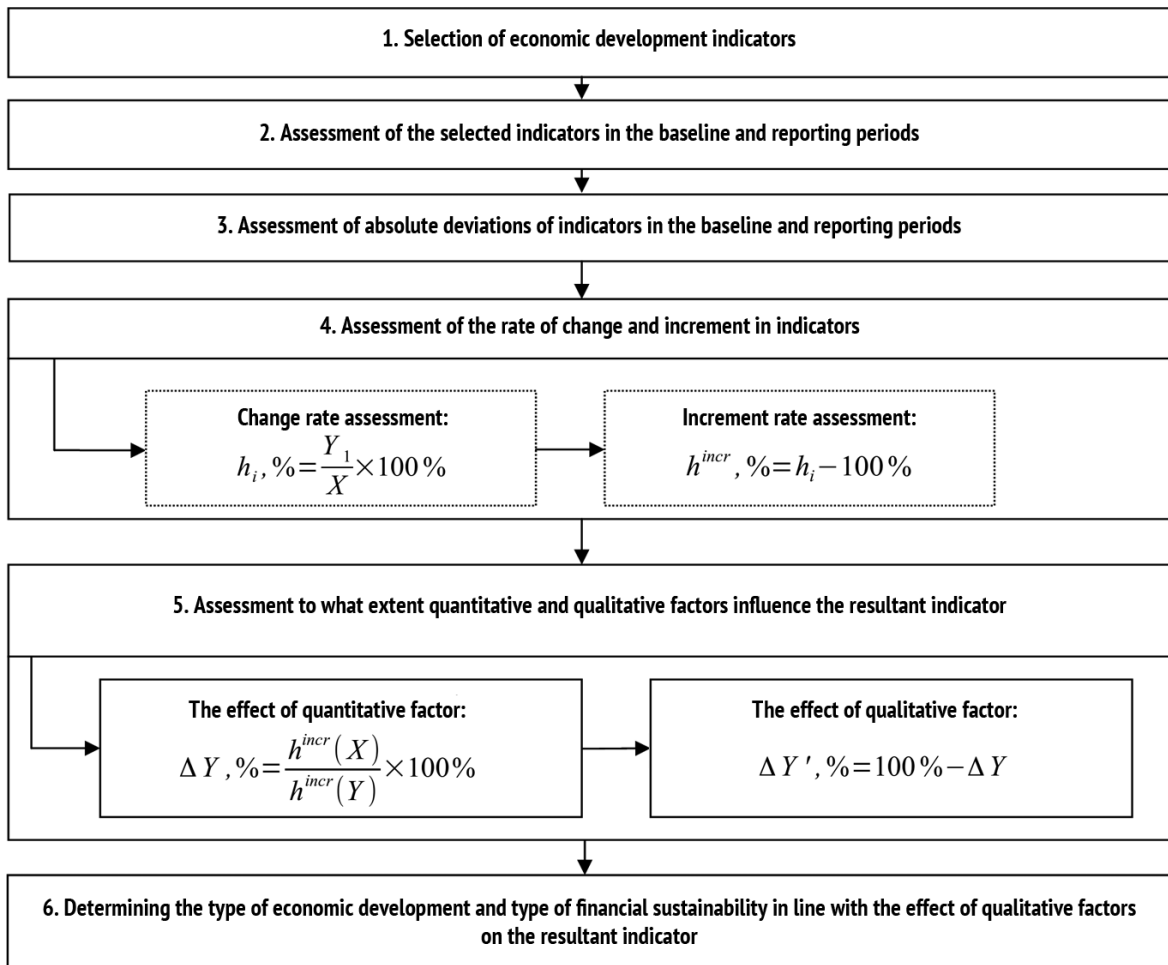 1. Selection of economic development indicators
2. Assessment of the selected indicators in the baseline and reporting periods
3. Assessment of absolute deviations of indicators in the baseline and reporting periods
4. Assessment of the rate of change and increment in indicators
Change rate assessment:
h_i, %=Y_1/X×100%
Increment rate assessment:
h^incr, %=h_i−100%
5. Assessment to what extent quantitative and qualitative factors influence the resultant indicator
The effect of quantitative factor:
ΔY, %=h^incr(X)/h^incr(Y)×100%
The effect of qualitative factor:
ΔY', %=100%−ΔY
6. Determining the type of economic development and type of financial sustainability in line with the effect of qualitative factors
on the resultant indicator